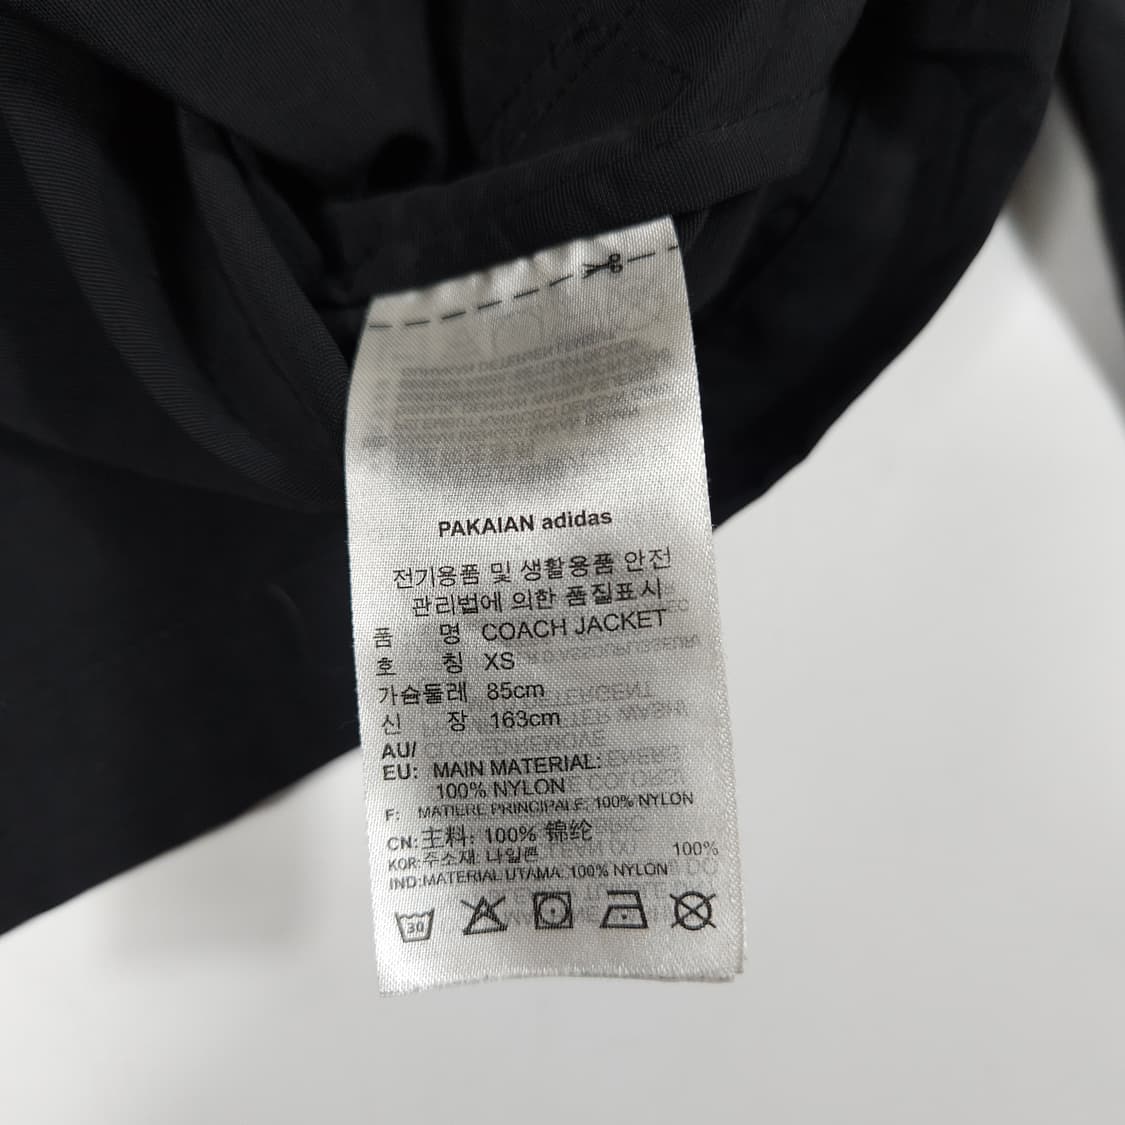 PAKAIAN adidas
전기용품 및 생활용품 안전
관리법에 의한 품질표시
품 명 COACH JACKET
호 칭 XS
가슴둘레 85cm
신 장 163cm
AU/
EU: MAIN MATERIAL:
100% NYLON
F: MATIERE PRINCIPALE: 100% NYLON
CN:主料: 100% 锦纶
KOR:주소재: 나일론 100%
IND:MATERIAL UTAMA: 100% NYLON
30